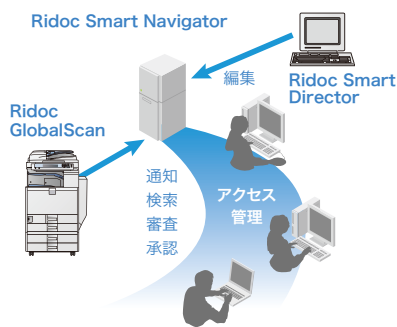 Ridoc Smart Navigator
編集
Ridoc Smart
Director
Ridoc
GlobalScan
通知
検索
審査
承認
アクセス
管理